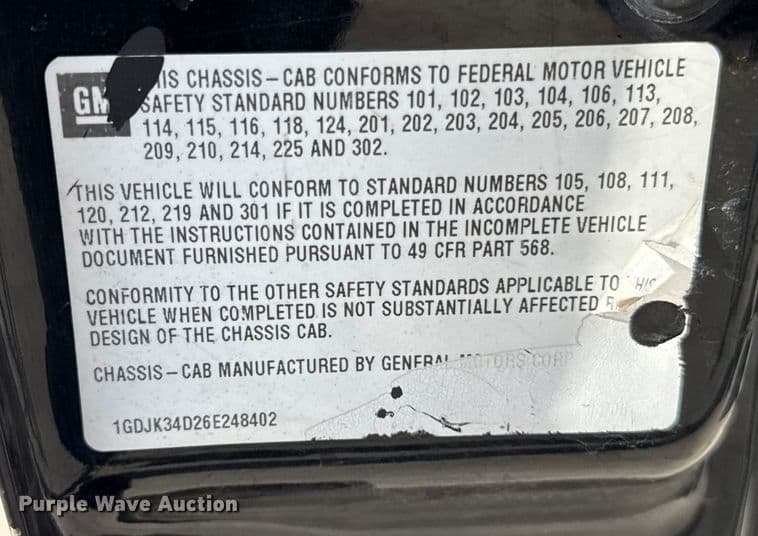 GM
THIS CHASSIS-CAB CONFORMS TO FEDERAL MOTOR VEHICLE
SAFETY STANDARD NUMBERS 101, 102, 103, 104, 106, 113,
114, 115, 116, 118, 124, 201, 202, 203, 204, 205, 206, 207, 208,
209, 210, 214, 225 AND 302.
THIS VEHICLE WILL CONFORM TO STANDARD NUMBERS 105, 108, 111,
120, 212, 219 AND 301 IF IT IS COMPLETED IN ACCORDANCE
WITH THE INSTRUCTIONS CONTAINED IN THE INCOMPLETE VEHICLE
DOCUMENT FURNISHED PURSUANT TO 49 CFR PART 568.
CONFORMITY TO THE OTHER SAFETY STANDARDS APPLICABLE TO THIS
VEHICLE WHEN COMPLETED IS NOT SUBSTANTIALLY AFFECTED
DESIGN OF THE CHASSIS CAB.
CHASSIS-CAB MANUFACTURED BY GENERAL MOTORS CORP
1GDJK34D26E248402
Purple Wave Auction